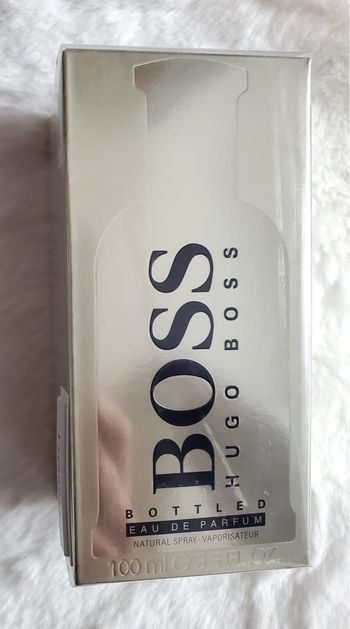 BOSS
HUGO BOSS
BOTTLED
EAU DE PARFUM
NATURAL SPRAY · VAPORISATEUR
100 ml ℮ 3.3 FL.OZ.